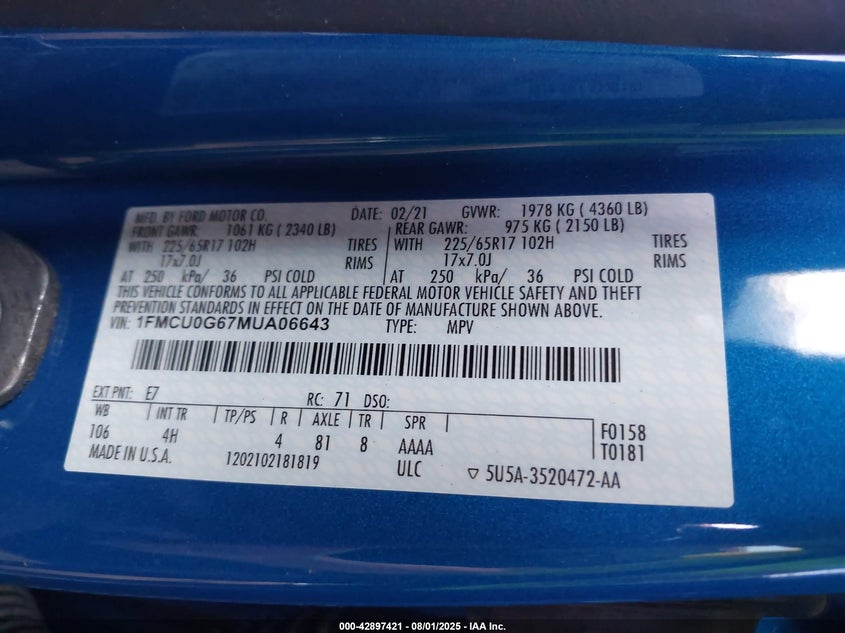 MFD. BY FORD MOTOR CO. DATE: 02/21 GVWR: 1978 KG ( 4360 LB)
FRONT GAWR: 1061 KG ( 2340 LB) REAR GAWR: 975 KG ( 2150 LB)
WITH 225/65R17 102H TIRES WITH 225/65R17 102H TIRES
17x7.0J RIMS 17x7.0J RIMS
AT 250 kPa/ 36 PSI COLD AT 250 kPa/ 36 PSI COLD
THIS VEHICLE CONFORMS TO ALL APPLICABLE FEDERAL MOTOR VEHICLE SAFETY AND THEFT
PREVENTION STANDARDS IN EFFECT ON THE DATE OF MANUFACTURE SHOWN ABOVE.
VIN: 1FMCU0G67MUA06643 TYPE: MPV
EXT PNT: E7 RC: 71 DSO:
WB INT TR TP/PS R AXLE TR SPR
106 4H 4 81 8 AAAA F0158
ULC T0181
MADE IN U.S.A. 1202102181819 ▽ 5U5A-3520472-AA
000-42897421 - 08/01/2025 - IAA Inc.